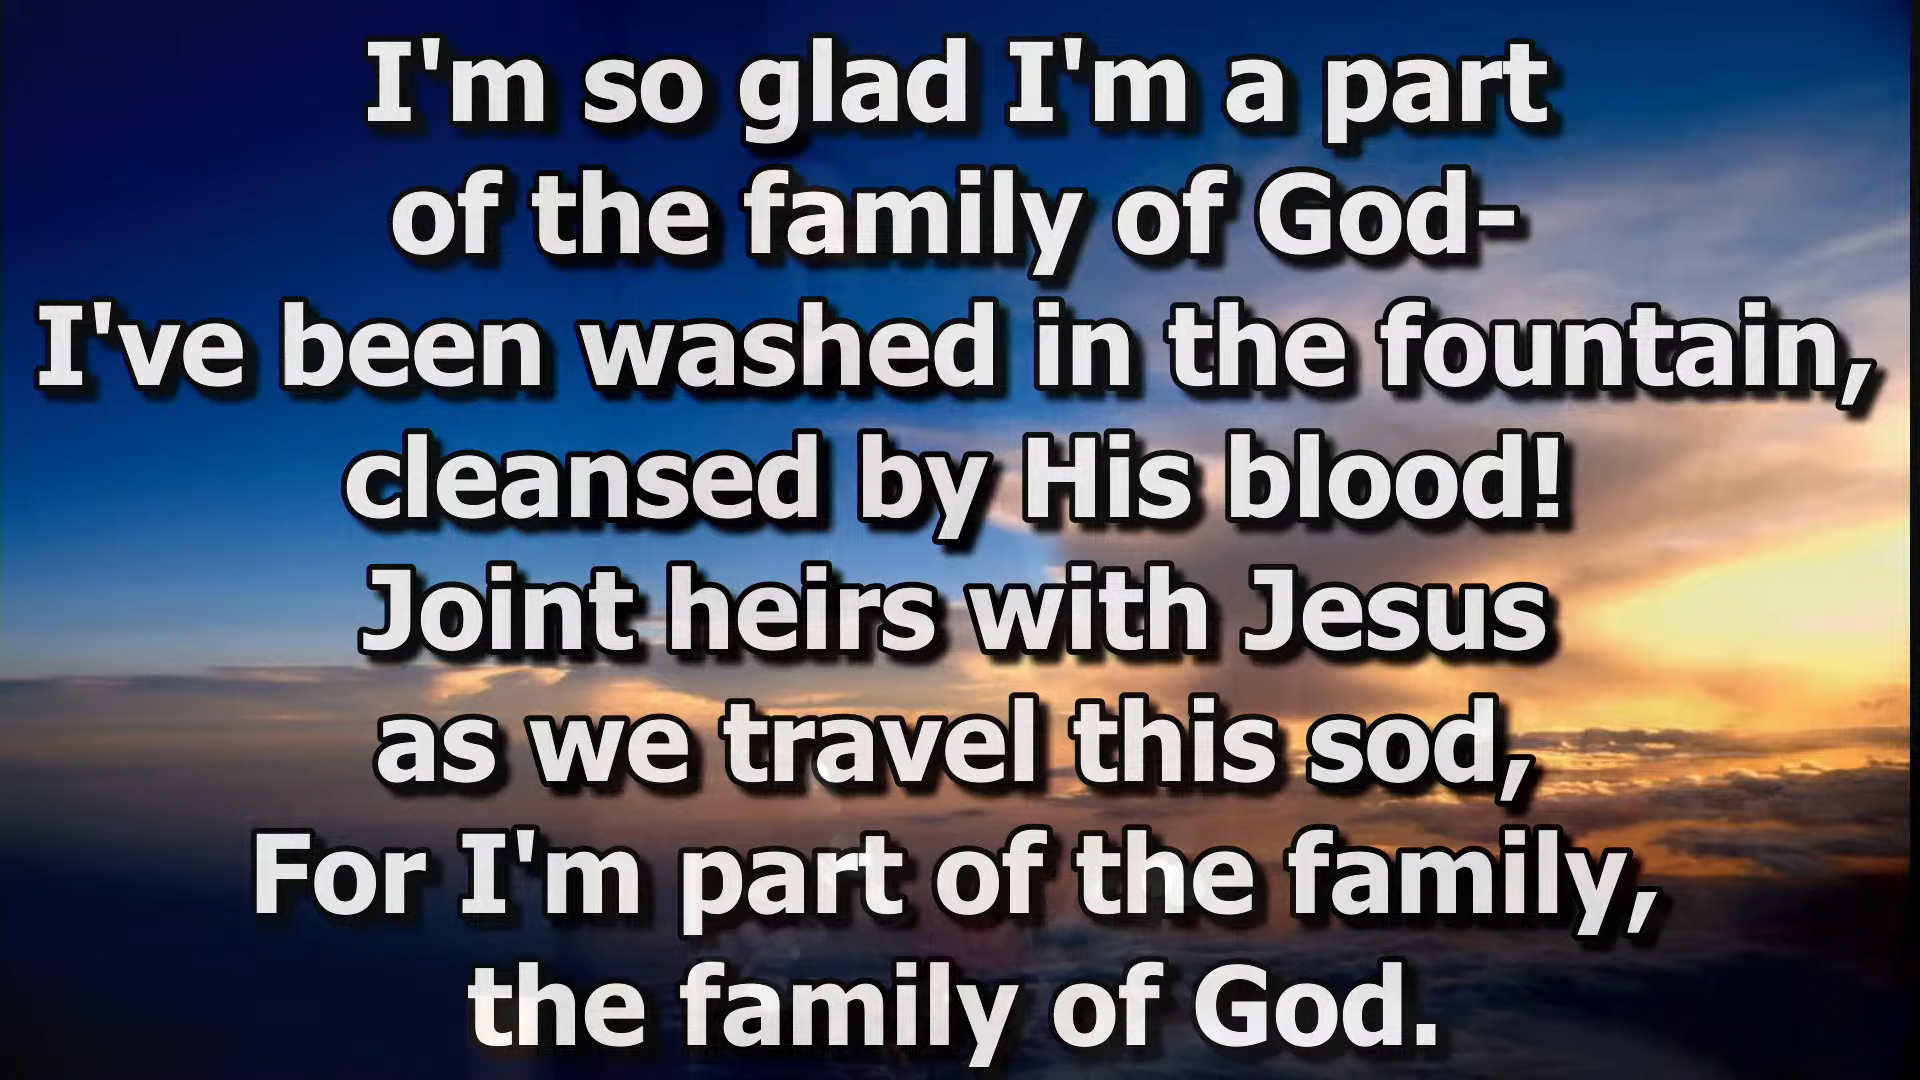 I'm so glad I'm a part
of the family of God-
I've been washed in the fountain,
cleansed by His blood!
Joint heirs with Jesus
as we travel this sod,
For I'm part of the family,
the family of God.